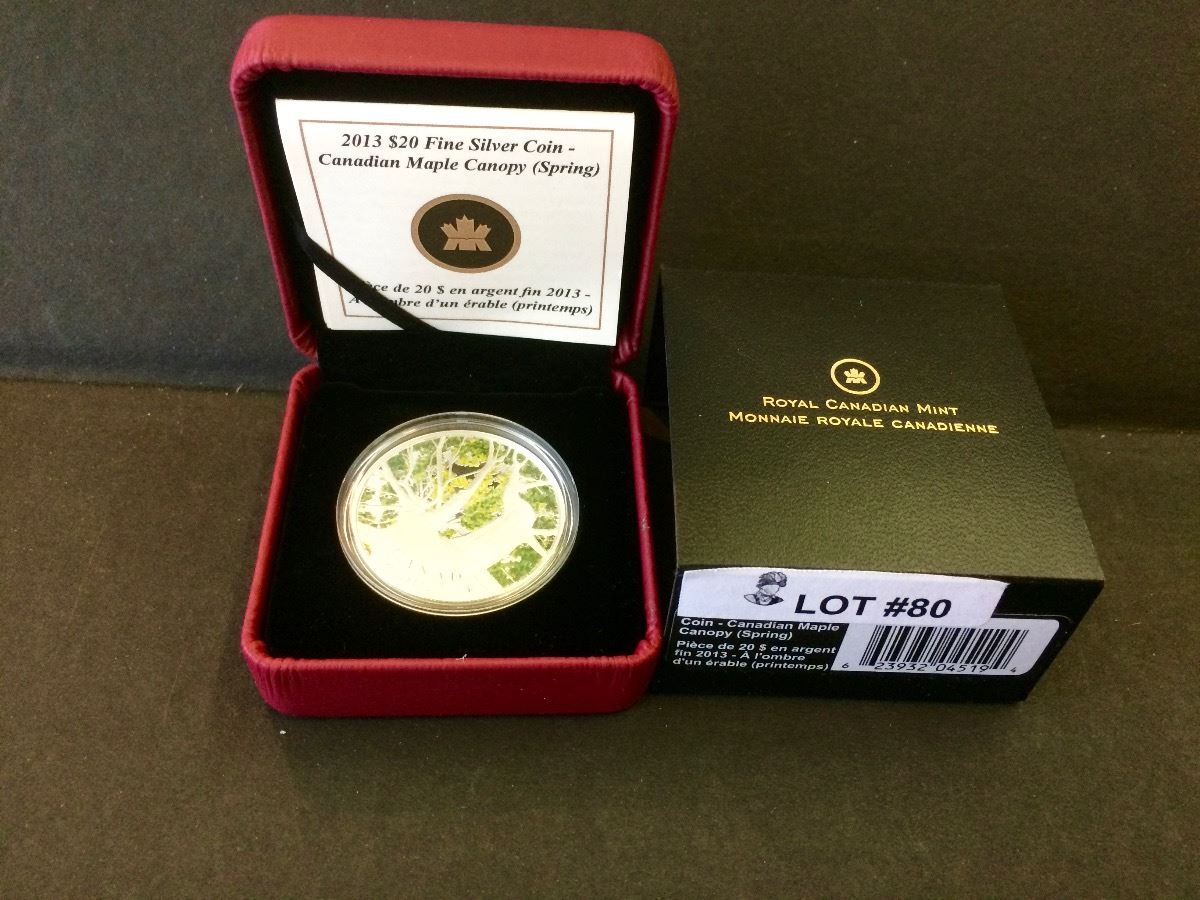 2013 $20 Fine Silver Coin -
Canadian Maple Canopy (Spring)
de 20 $ en argent fin 2013 -
d'un érable (printemps)
ROYAL CANADIAN MINT
MONNAIE ROYALE CANADIENNE
LOT #80
Coin - Canadian Maple
Canopy (Spring)
Pièce de 20 $ en argent
fin 2013 - À l'ombre
d'un érable (printemps)
6 23932 04519 4